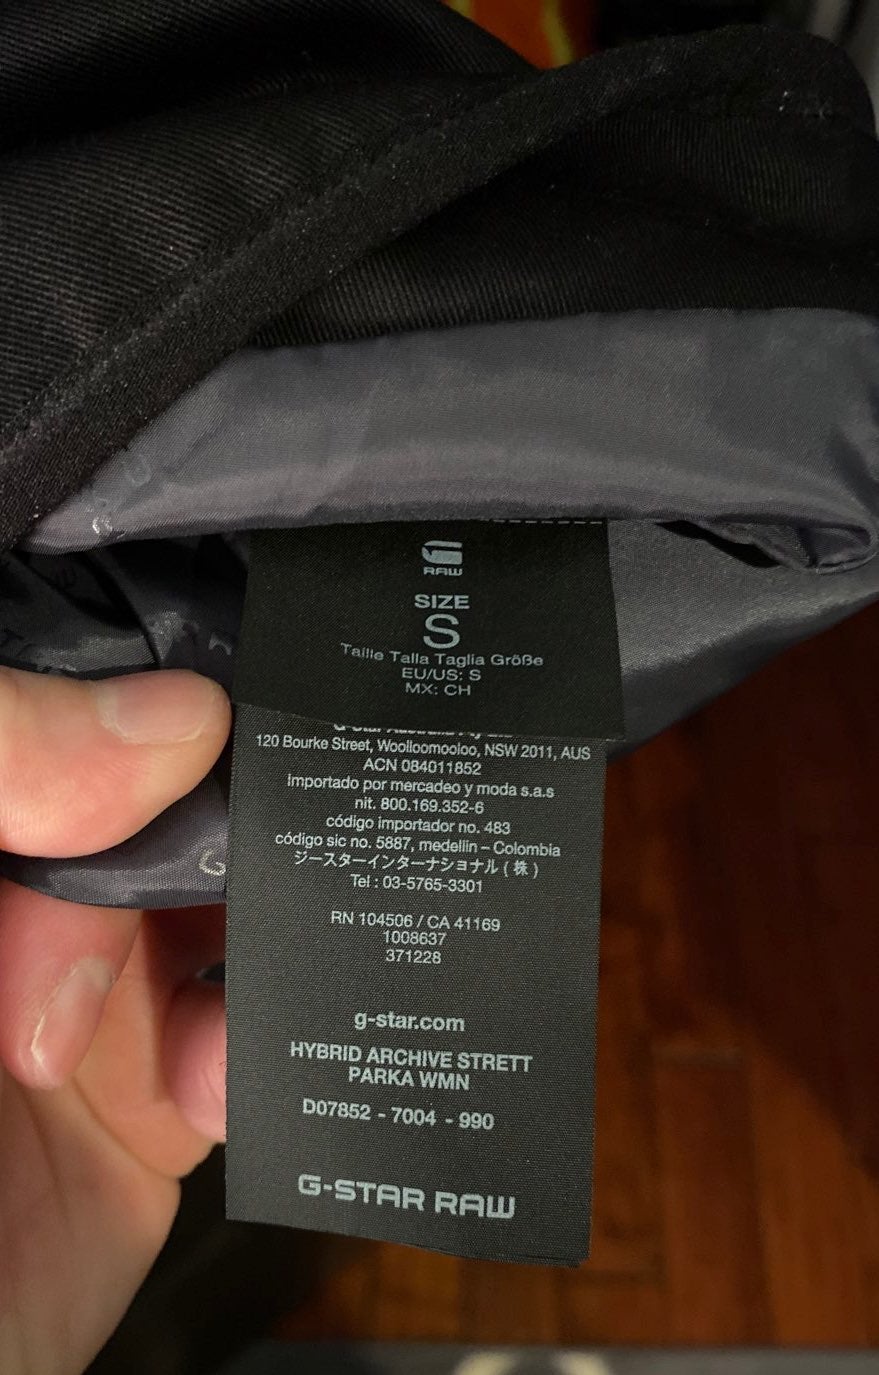 RAW
SIZE
S
Taille Talla Taglia Größe
EU/US: S
MX: CH
120 Bourke Street, Woolloomooloo, NSW 2011, AUS
ACN 084011852
Importado por mercadeo y moda s.a.s
nit. 800.169.352-6
código importador no. 483
código sic no. 5887, medellin – Colombia
ジースターインターナショナル ( 株 )
Tel : 03-5765-3301
RN 104506 / CA 41169
1008637
371228
g-star.com
HYBRID ARCHIVE STRETT
PARKA WMN
D07852 - 7004 - 990
G-STAR RAW